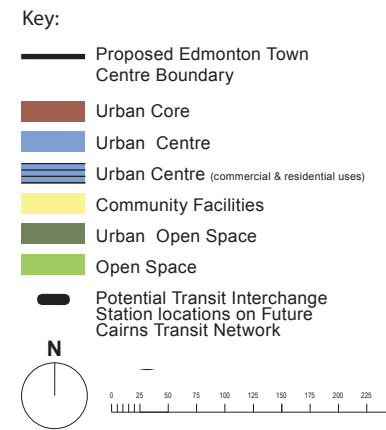 Key:
Proposed Edmonton Town
Centre Boundary
Urban Core
Urban Centre
Urban Centre (commercial & residential uses)
Community Facilities
Urban Open Space
Open Space
Potential Transit Interchange
Station locations on Future
Cairns Transit Network
N
0 25 50 75 100 125 150 175 200 225